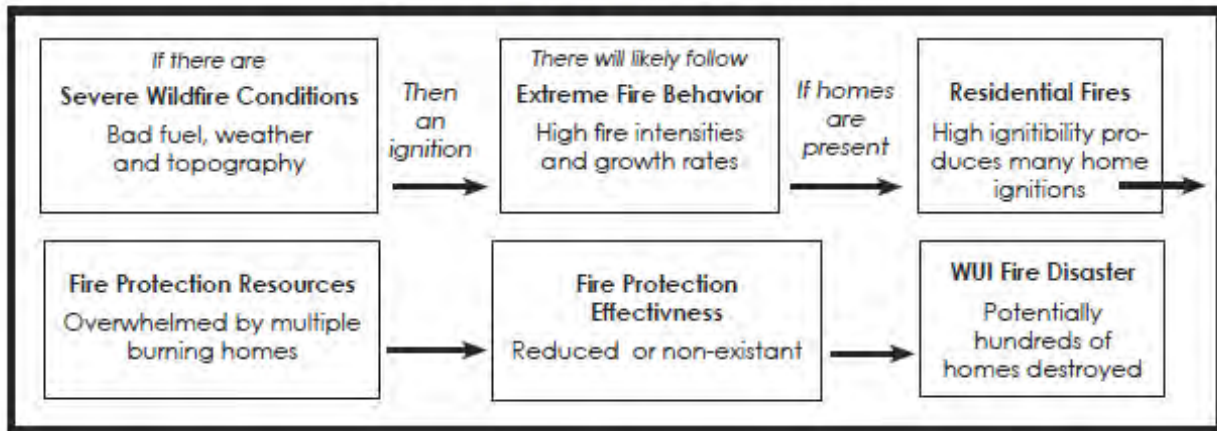 If there are
Severe Wildfire Conditions
Bad fuel, weather
and topography
Then
an
ignition
There will likely follow
Extreme Fire Behavior
High fire intensities
and growth rates
If homes
are
present
Residential Fires
High ignitibility pro-
duces many home
ignitions
Fire Protection Resources
Overwhelmed by multiple
burning homes
Fire Protection
Effectivness
Reduced or non-existant
WUI Fire Disaster
Potentially
hundreds of
homes destroyed